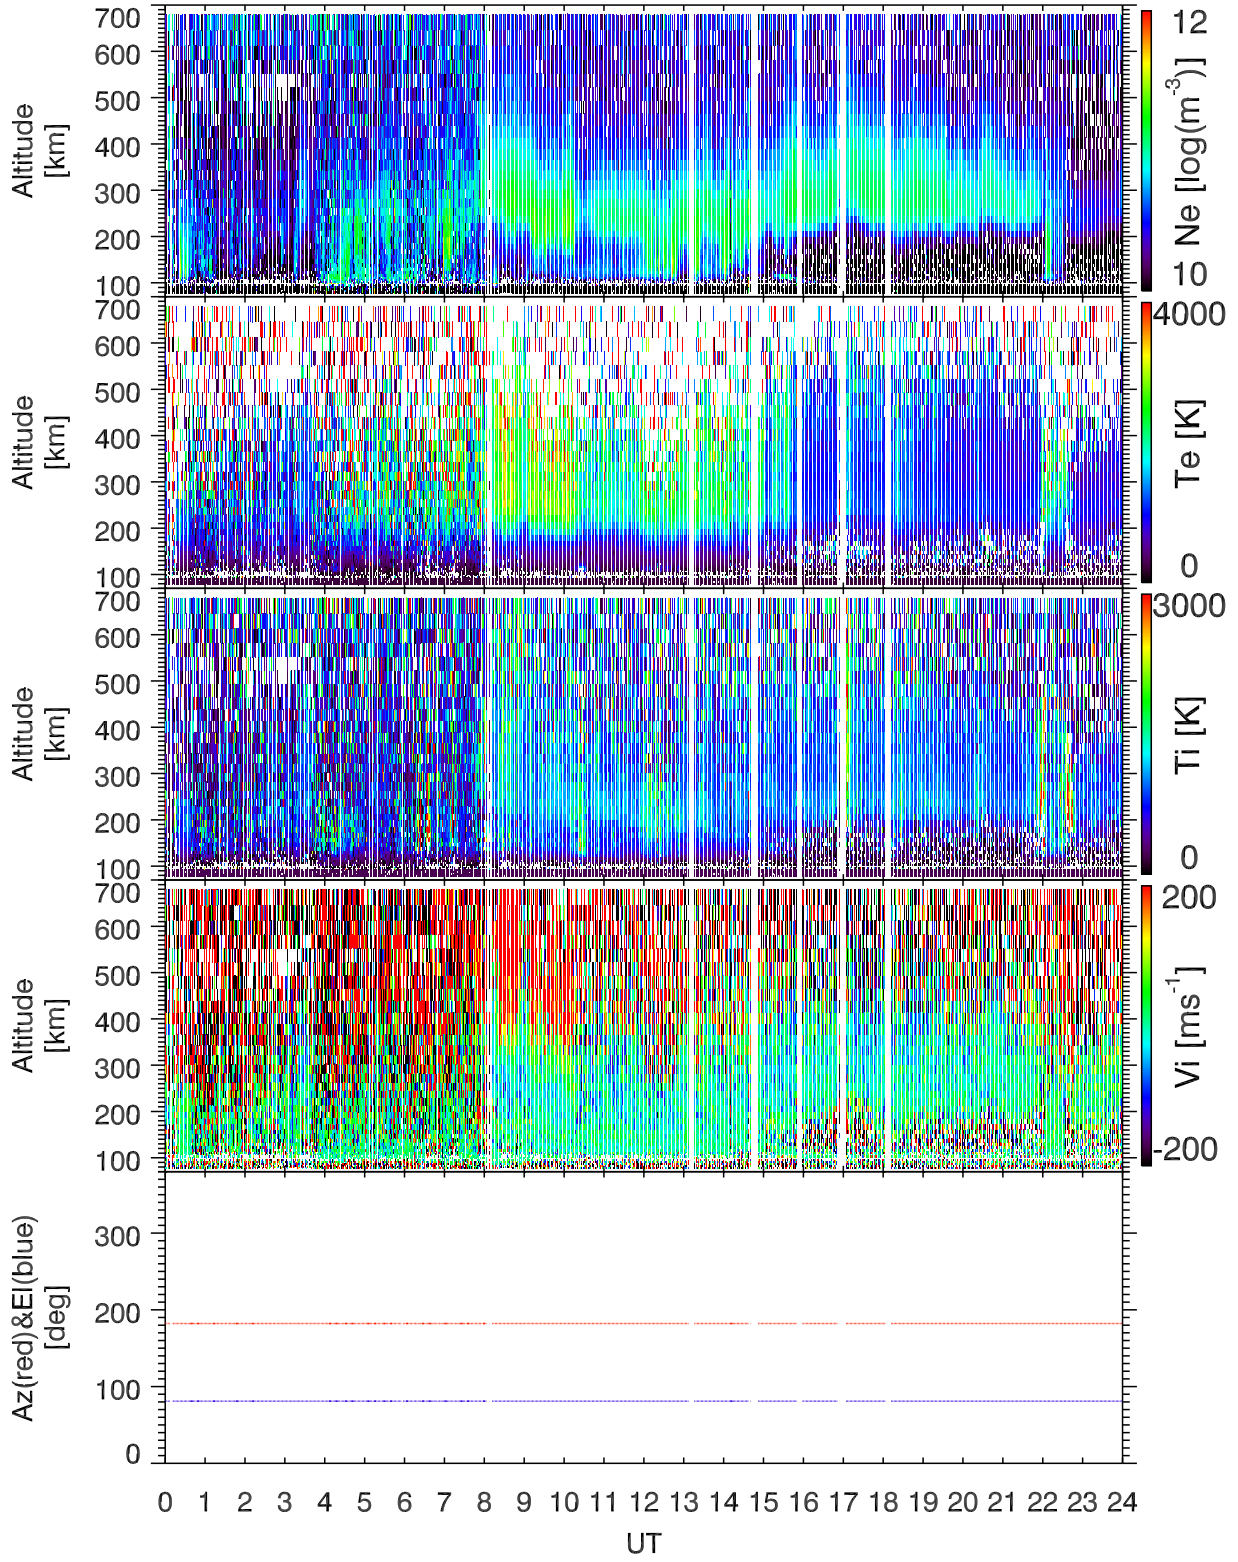 700
600
500
400
300
200
100
Altitude
[km]
12
Ne [log(m⁻³)]
10
700
600
500
400
300
200
100
Altitude
[km]
4000
Te [K]
0
700
600
500
400
300
200
100
Altitude
[km]
3000
Ti [K]
0
700
600
500
400
300
200
100
Altitude
[km]
200
Vi [ms⁻¹]
-200
300
200
100
0
Az(red)&El(blue)
[deg]
0 1 2 3 4 5 6 7 8 9 10 11 12 13 14 15 16 17 18 19 20 21 22 23 24
UT